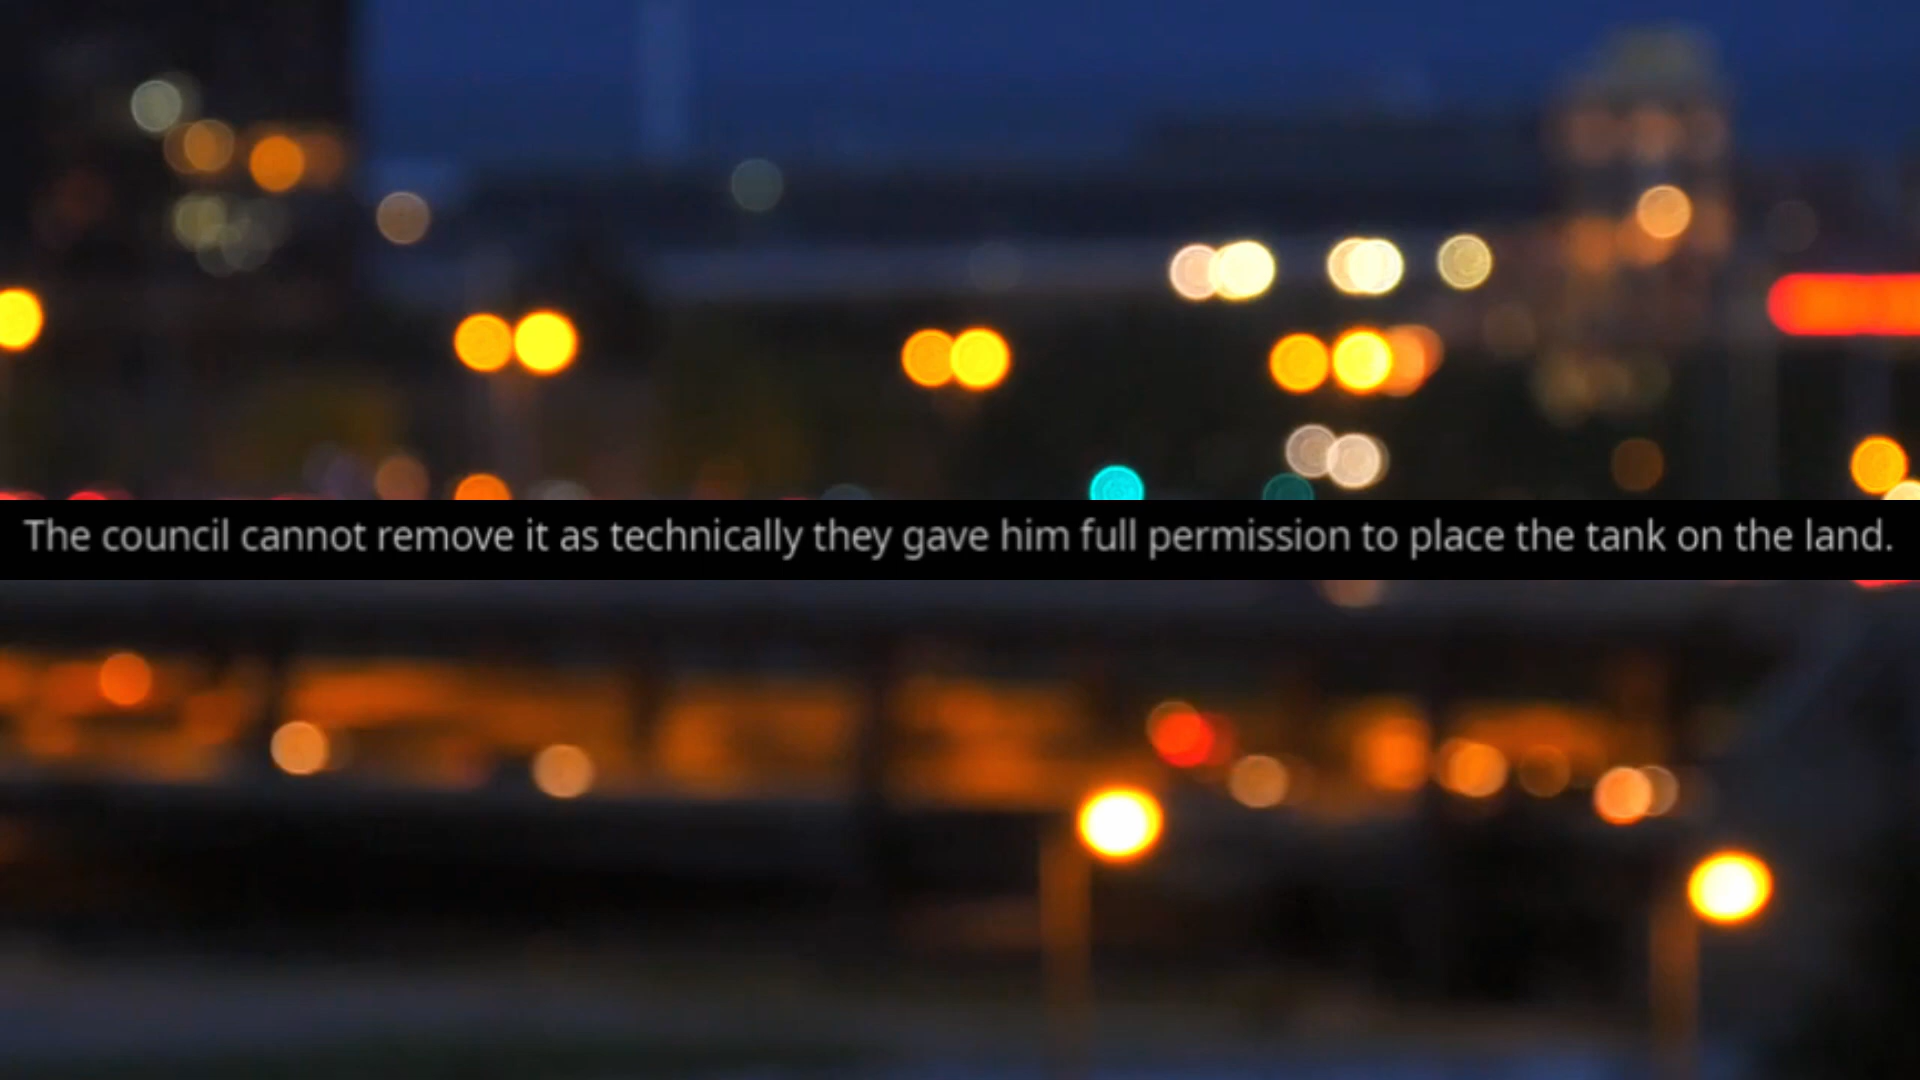 The council cannot remove it as technically they gave him full permission to place the tank on the land.